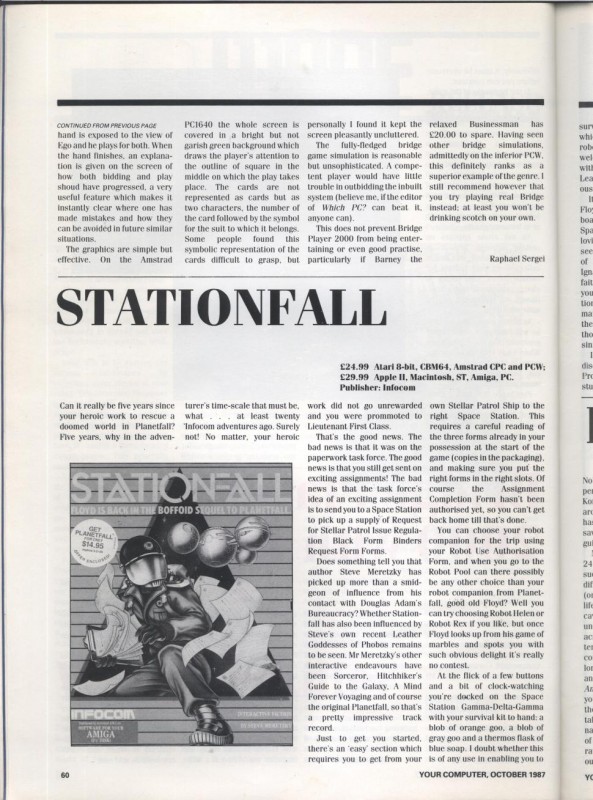 CONTINUED FROM PREVIOUS PAGE
hand is exposed to the view of
Ego and he plays for both. When
the hand finishes, an explana-
tion is given on the screen of
how both bidding and play
shoud have progressed, a very
useful feature which makes it
instantly clear where one has
made mistakes and how they
can be avoided in future similar
situations.
The graphics are simple but
effective. On the Amstrad
PC1640 the whole screen is
covered in a bright but not
garish green background which
draws the player's attention to
the outline of square in the
middle on which the play takes
place. The cards are not
represented as cards but as
two characters, the number of
the card followed by the symbol
for the suit to which it belongs.
Some people found this
symbolic representation of the
cards difficult to grasp, but
personally I found it kept the
screen pleasantly uncluttered.
The fully-fledged bridge
game simulation is reasonable
but unsophisticated. A compe-
tent player would have little
trouble in outbidding the inbuilt
system (believe me, if the editor
of Which PC? can beat it,
anyone can).
This does not prevent Bridge
Player 2000 from being enter-
taining or even good practise,
particularly if Barney the
relaxed Businessman has
£20.00 to spare. Having seen
other bridge simulations,
admittedly on the inferior PCW,
this definitely ranks as a
superior example of the genre. I
still recommend however that
you try playing real Bridge
instead; at least you won't be
drinking scotch on your own.
Raphael Sergei
STATIONFALL
£24.99 Atari 8-bit, CBM64, Amstrad CPC and PCW;
£29.99 Apple II, Macintosh, ST, Amiga, PC.
Publisher: Infocom
Can it really be five years since
your heroic work to rescue a
doomed world in Planetfall?
Five years, why in the adven-
turer's time-scale that must be,
what . . . at least twenty
Infocom adventures ago. Surely
not! No matter, your heroic
STATIONFALL
FLOYD IS BACK IN THE BOFFOID SEQUEL TO PLANETFALL
GET
PLANETFALL
FOR ONLY
$14.95
INFOCOM
INTERACTIVE FICTION
SOFTWARE FOR YOUR
AMIGA
work did not go unrewarded
and you were prommoted to
Lieutenant First Class.
That's the good news. The
bad news is that it was on the
paperwork task force. The good
news is that you still get sent on
exciting assignments! The bad
news is that the task force's
idea of an exciting assignment
is to send you to a Space Station
to pick up a supply of Request
for Stellar Patrol Issue Regula-
tion Black Form Binders
Request Form Forms.
Does something tell you that
author Steve Meretzky has
picked up more than a smid-
geon of influence from his
contact with Douglas Adam's
Bureaucracy? Whether Station-
fall has also been influenced by
Steve's own recent Leather
Goddesses of Phobos remains
to be seen. Mr Meretzky's other
interactive endeavours have
been Sorceror, Hitchhiker's
Guide to the Galaxy, A Mind
Forever Voyaging and of course
the original Planetfall, so that's
a pretty impressive track
record.
Just to get you started,
there's an 'easy' section which
requires you to get from your
own Stellar Patrol Ship to the
right Space Station. This
requires a careful reading of
the three forms already in your
possession at the start of the
game (copies in the packaging),
and making sure you put the
right forms in the right slots. Of
course the Assignment
Completion Form hasn't been
authorised yet, so you can't get
back home till that's done.
You can choose your robot
companion for the trip using
your Robot Use Authorisation
Form, and when you go to the
Robot Pool can there possibly
be any other choice than your
robot companion from Planet-
fall, good old Floyd? Well you
can try choosing Robot Helen or
Robot Rex if you like, but once
Floyd looks up from his game of
marbles and spots you with
such obvious delight it's really
no contest.
At the flick of a few buttons
and a bit of clock-watching
you're docked on the Space
Station Gamma-Delta-Gamma
with your survival kit to hand: a
blob of orange goo, a blob of
gray goo and a thermos flask of
blue soap. I doubt whether this
is of any use in enabling you to
60
YOUR COMPUTER, OCTOBER 1987